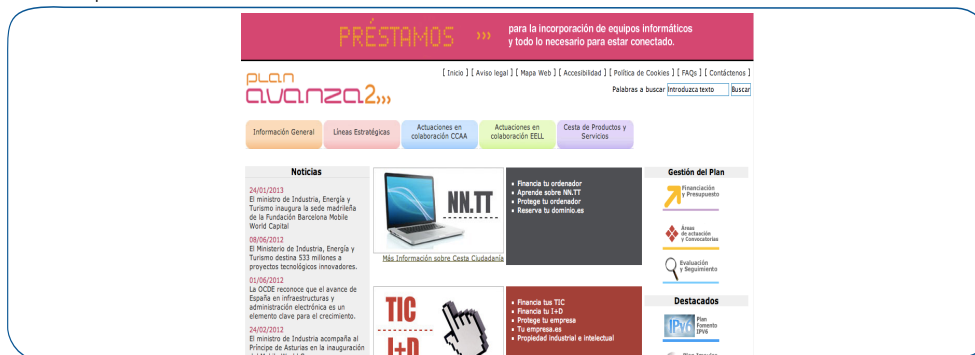 PRÉSTAMOS >>> para la incorporación de equipos informáticos
y todo lo necesario para estar conectado.
[ Inicio ] [ Aviso legal ] [ Mapa Web ] [ Accesibilidad ] [ Política de Cookies ] [ FAQs ] [ Contáctenos ]
Palabras a buscar Introduzca texto Buscar
PLAN
avanza2>>>
Información General
Líneas Estratégicas
Actuaciones en
colaboración CCAA
Actuaciones en
colaboración EELL
Cesta de Productos y
Servicios
Noticias
24/01/2013
El ministro de Industria, Energía y
Turismo inaugura la sede madrileña
de la Fundación Barcelona Mobile
World Capital
08/06/2012
El Ministerio de Industria, Energía y
Turismo destina 533 millones a
proyectos tecnológicos innovadores.
01/06/2012
La OCDE reconoce que el avance de
España en infraestructuras y
administración electrónica es un
elemento clave para el crecimiento.
24/02/2012
El ministro de Industria acompaña al
Príncipe de Asturias en la inauguración
NN.TT
Más Información sobre Cesta Ciudadanía
Financia tu ordenador
Aprende sobre NN.TT
Protege tu ordenador
Reserva tu dominio.es
TIC
I+D
Financia tus TIC
Financia tu I+D
Protege tu empresa
Tu empresa.es
Propiedad industrial e intelectual
Gestión del Plan
Financiación
y Presupuesto
Áreas
de actuación
y Convocatorias
Evaluación
y Seguimiento
Destacados
IPv6
Plan
Fomento
IPV6